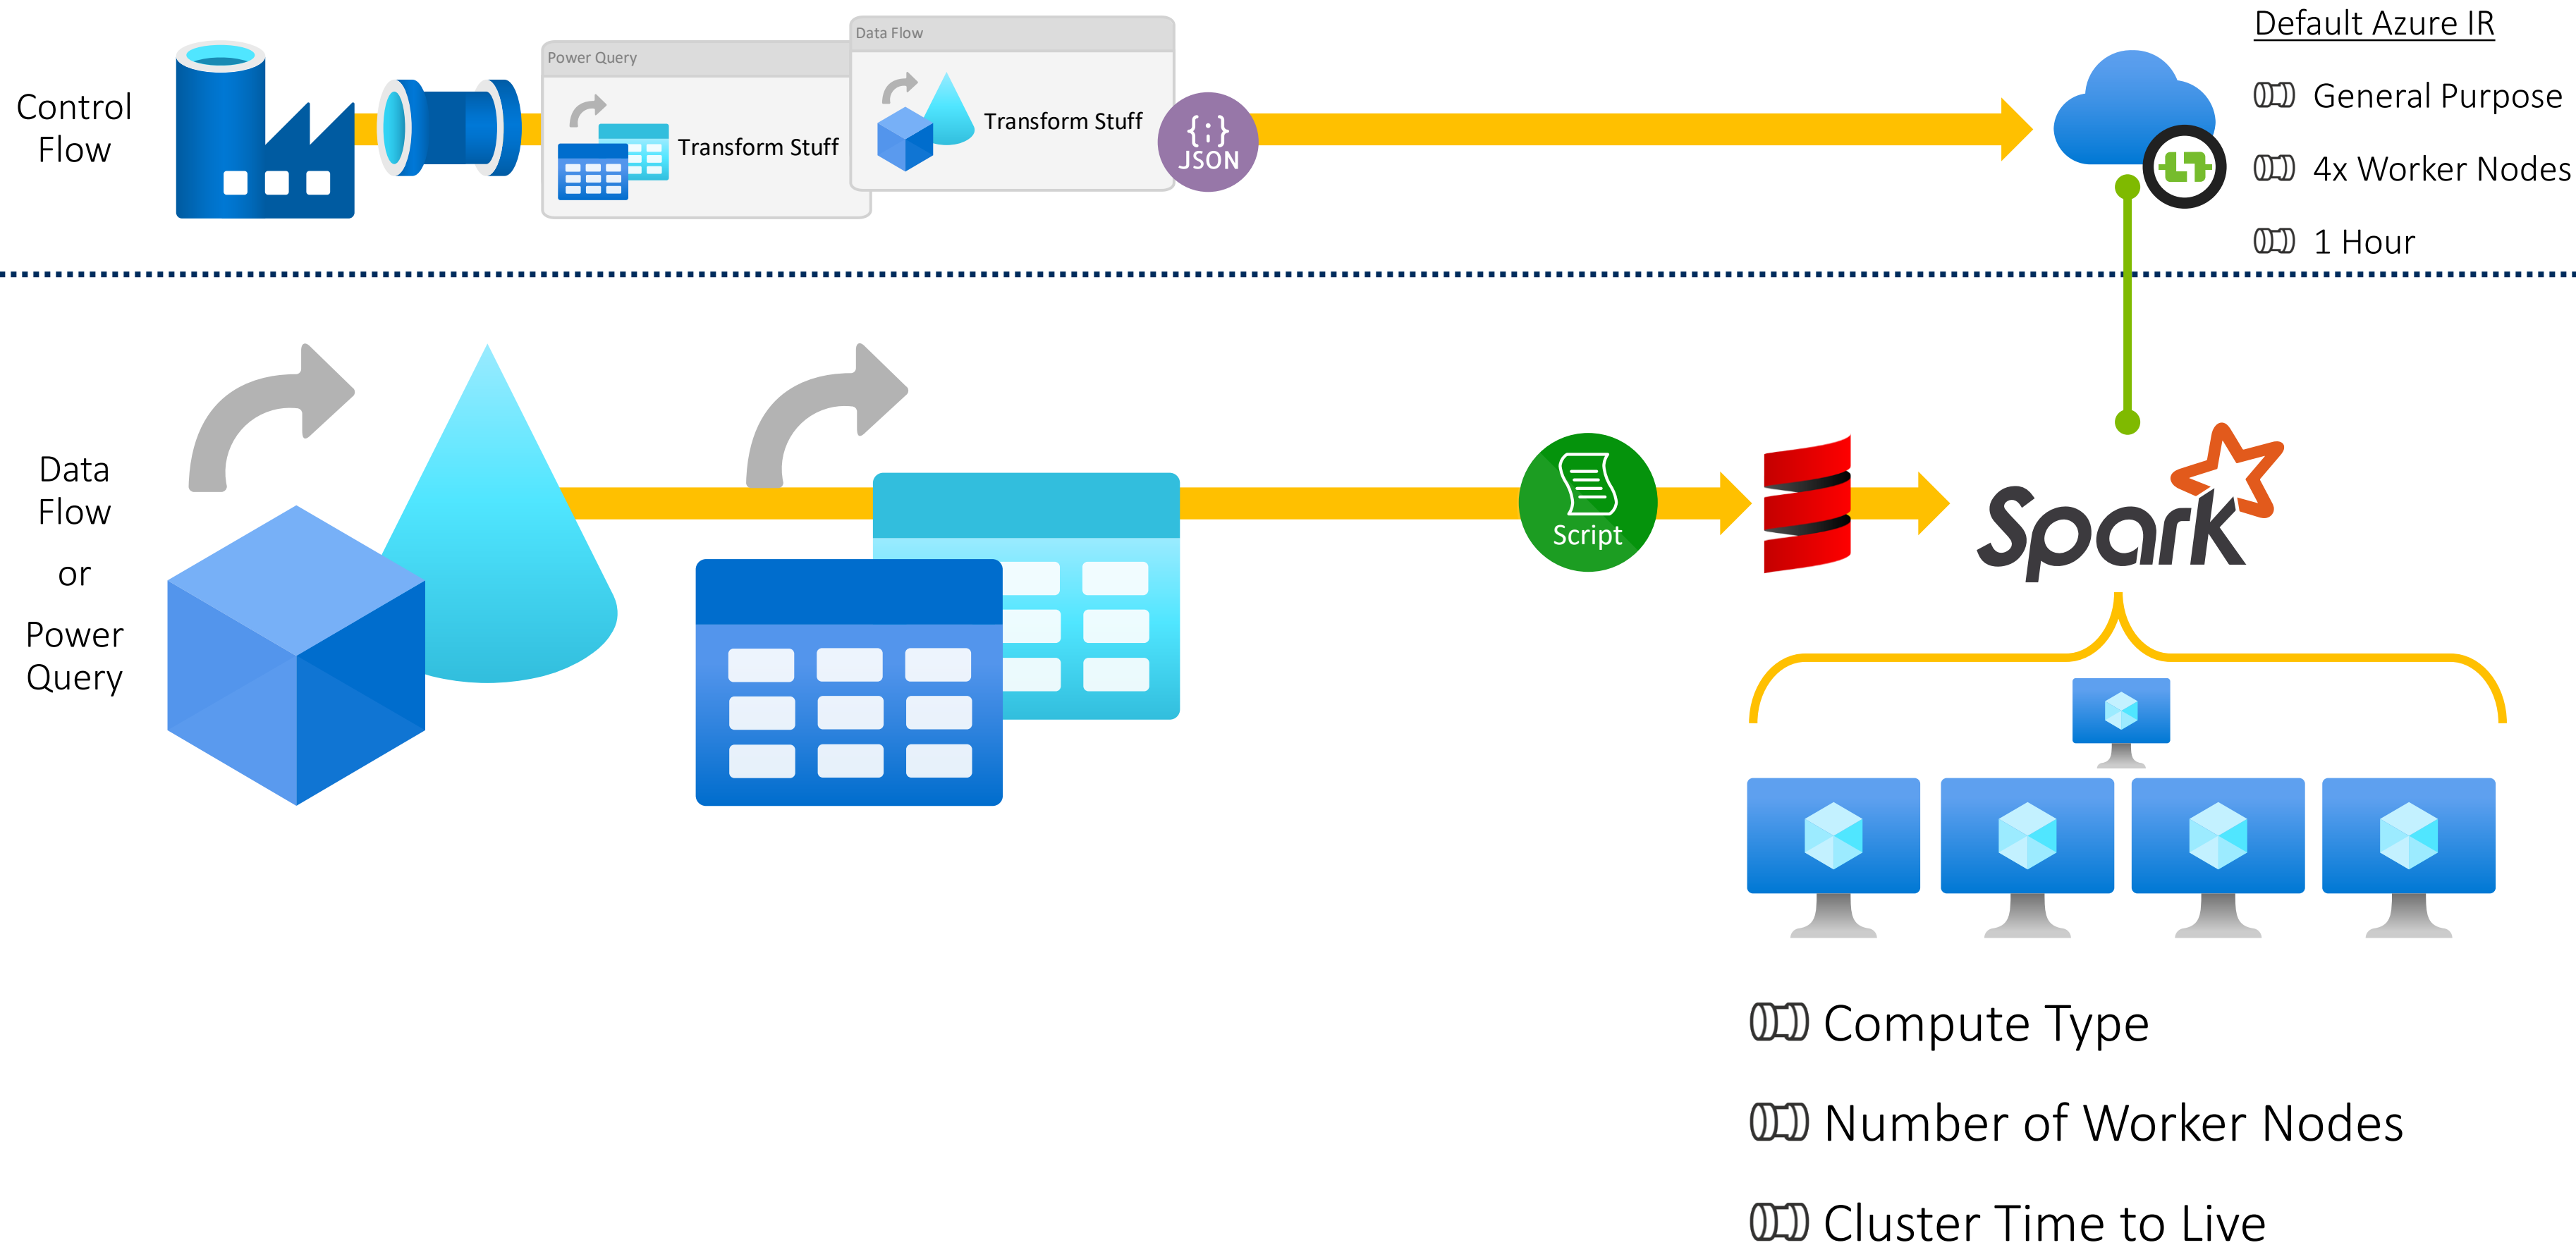 Default Azure IR
Control
Flow
Power Query
Transform Stuff
Data Flow
Transform Stuff
{;}
JSON
General Purpose
4x Worker Nodes
1 Hour
Data
Flow
or
Power
Query
Script
Spark
Compute Type
Number of Worker Nodes
Cluster Time to Live